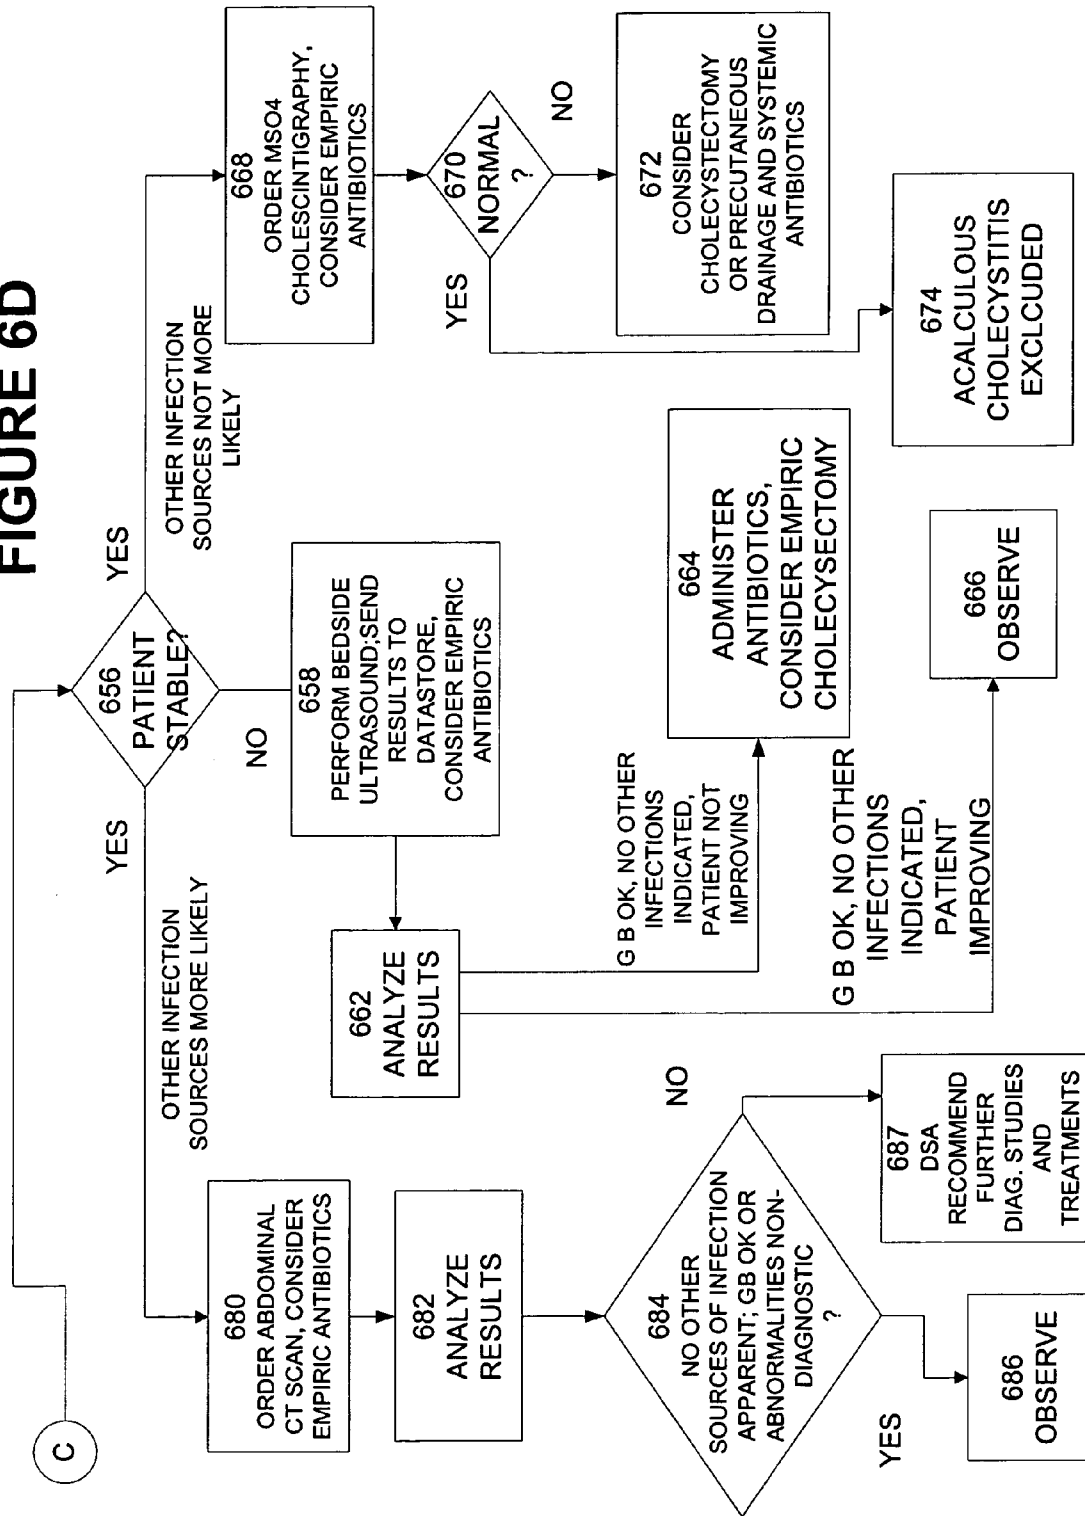 FIGURE 6D
C
656
PATIENT
STABLE?
YES
OTHER INFECTION
SOURCES MORE LIKELY
NO
YES
OTHER INFECTION
SOURCES NOT MORE
LIKELY
680
ORDER ABDOMINAL
CT SCAN, CONSIDER
EMPIRIC ANTIBIOTICS
682
ANALYZE
RESULTS
684
NO OTHER
SOURCES OF INFECTION
APPARENT; GB OK OR
ABNORMALITIES NON-
DIAGNOSTIC
?
YES
NO
686
OBSERVE
687
DSA
RECOMMEND
FURTHER
DIAG. STUDIES
AND
TREATMENTS
658
PERFORM BEDSIDE
ULTRASOUND;SEND
RESULTS TO
DATASTORE,
CONSIDER EMPIRIC
ANTIBIOTICS
662
ANALYZE
RESULTS
G B OK, NO OTHER
INFECTIONS
INDICATED,
PATIENT NOT
IMPROVING
664
ADMINISTER
ANTIBIOTICS,
CONSIDER EMPIRIC
CHOLECYSECTOMY
G B OK, NO OTHER
INFECTIONS
INDICATED,
PATIENT
IMPROVING
666
OBSERVE
668
ORDER MSO4
CHOLESCINTIGRAPHY,
CONSIDER EMPIRIC
ANTIBIOTICS
670
NORMAL
?
YES
NO
672
CONSIDER
CHOLECYSTECTOMY
OR PRECUTANEOUS
DRAINAGE AND SYSTEMIC
ANTIBIOTICS
674
ACALCULOUS
CHOLECYSTITIS
EXCLCUDED